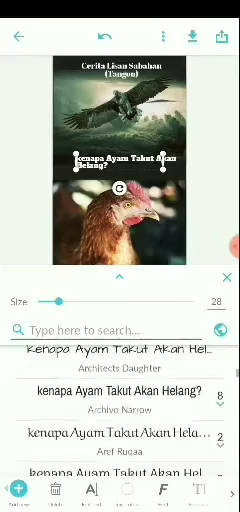 Cerita Lisan Sabahan
(Tangon)
kenapa Ayam Takut Akan
Helang?
Size
28
Type here to search...
Kenapa Ayam Takut Akan Hel...
Architects Daughter
kenapa Ayam Takut Akan Helang?
8
Archivo Narrow
kenapa Ayam Takut Akan Hela...
2
Aref Ruqaa
kenapa Ayam Takut Akan Hel
Font